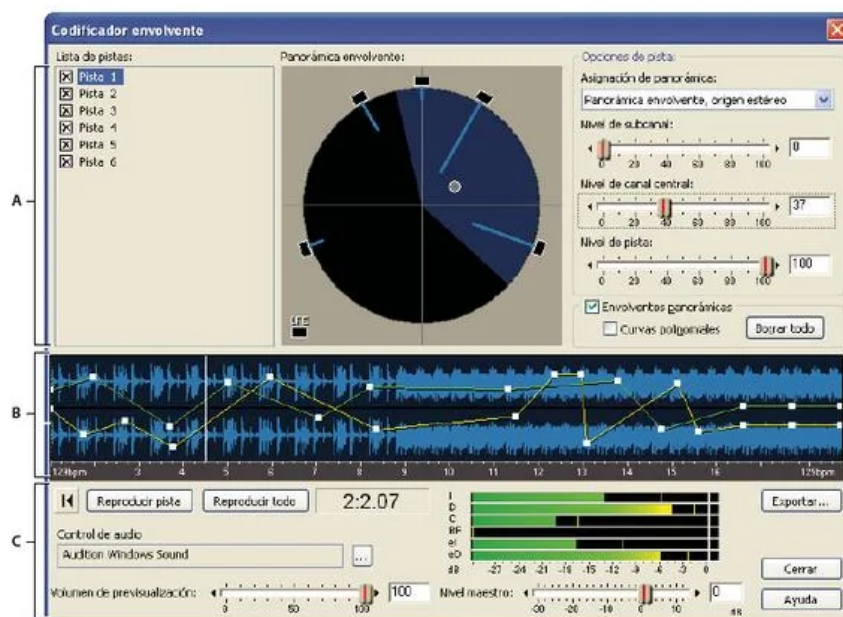 Codificador envolvente
Lista de pistas:
Pista 1
Pista 2
Pista 3
Pista 4
Pista 5
Pista 6
Panorámica envolvente:
LFE
Opciones de pista:
Asignación de panorámica:
Panorámica envolvente, origen estéreo
Nivel de subcanal:
0
0 20 40 60 80 100
Nivel de canal central:
37
0 20 40 60 80 100
Nivel de pista:
100
0 20 40 60 80 100
Envolventes panorámicas
Curvas polinomiales
Borrar todo
A
B
129bpm 3 4 5 6 7 8 9 10 11 12 13 14 15 16 125bpm
C
Reproducir pista
Reproducir todo
2:2.07
I
D
C
BF
eI
eD
dB -27 -24 -21 -18 -15 -12 -9 -6 -3 0
Exportar...
Control de audio
Audition Windows Sound
...
Cerrar
Volumen de previsualización:
100
0 50 100
Nivel maestro:
0
dB
-30 -20 -10 0 10
Ayuda